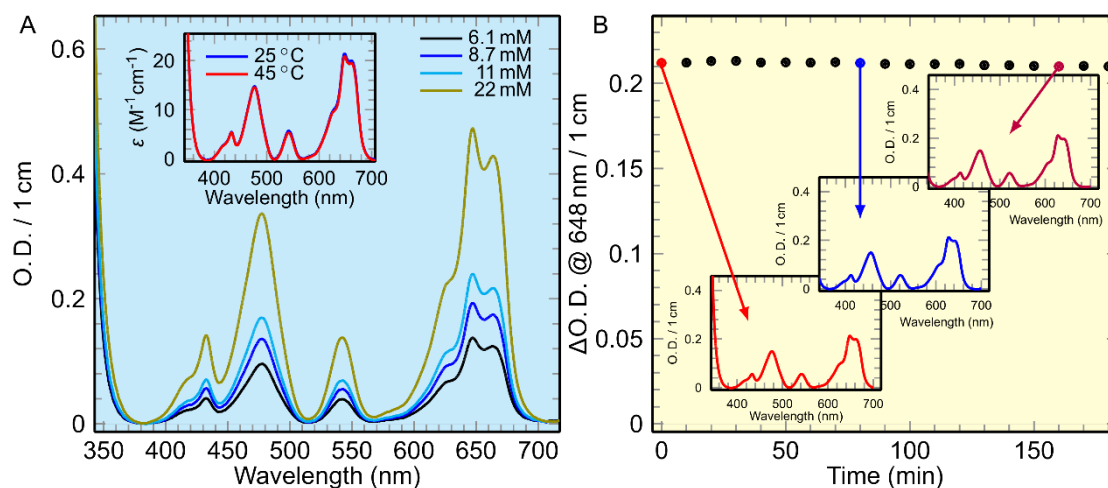 A
O.D. / 1 cm
0.6
0.4
0.2
0
350 400 450 500 550 600 650 700
Wavelength (nm)
6.1 mM
8.7 mM
11 mM
22 mM
25 °C
45 °C
ε (M⁻¹ cm⁻¹)
20
10
0
400 500 600 700
Wavelength (nm)
B
ΔO.D. @ 648 nm / 1 cm
0.2
0.15
0.1
0.05
0
0 50 100 150
Time (min)
O.D. / 1 cm
0.4
0.2
0
400 500 600 700
Wavelength (nm)
O.D. / 1 cm
0.4
0.2
0
400 500 600 700
Wavelength (nm)
O.D. / 1 cm
0.4
0.2
0
400 500 600 700
Wavelength (nm)